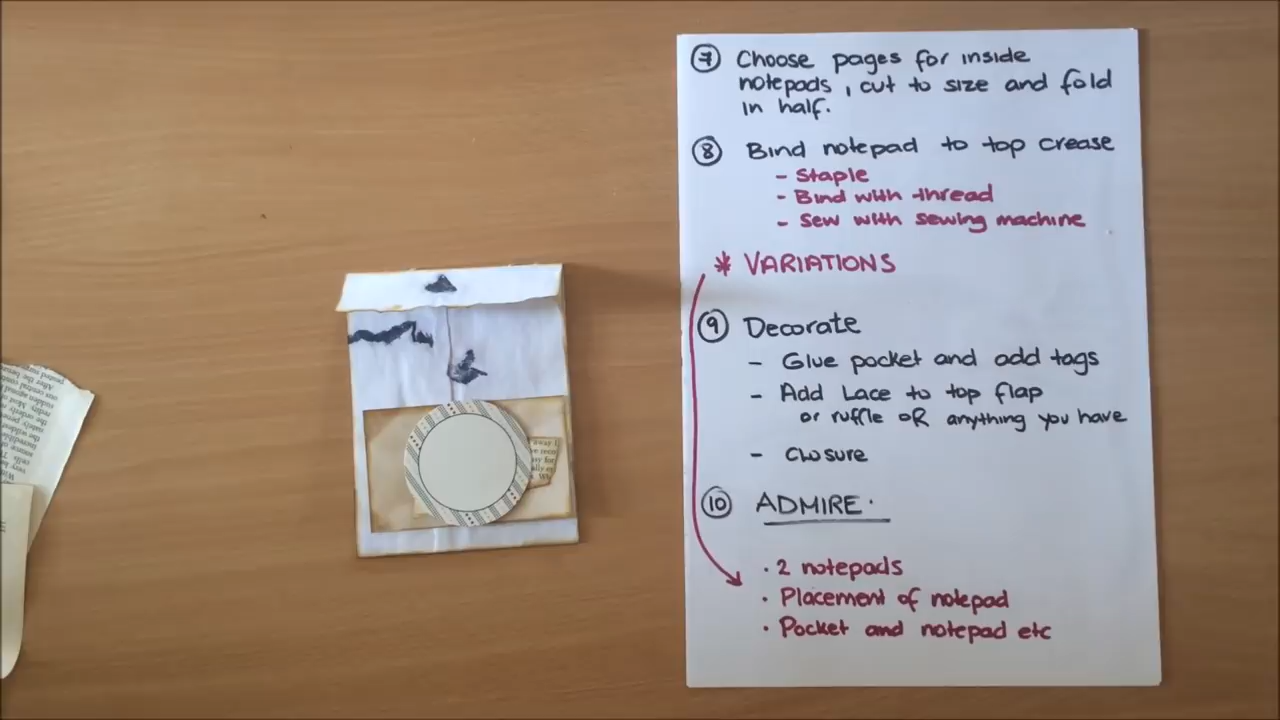 7 Choose pages for inside
notepads, cut to size and fold
in half.
8 Bind notepad to top crease
- Staple
- Bind with thread
- Sew with sewing machine
* VARIATIONS
9 Decorate
- Glue pocket and add tags
- Add Lace to top flap
or ruffle OR anything you have
- Closure
10 ADMIRE.
· 2 notepads
· Placement of notepad
· Pocket and notepad etc